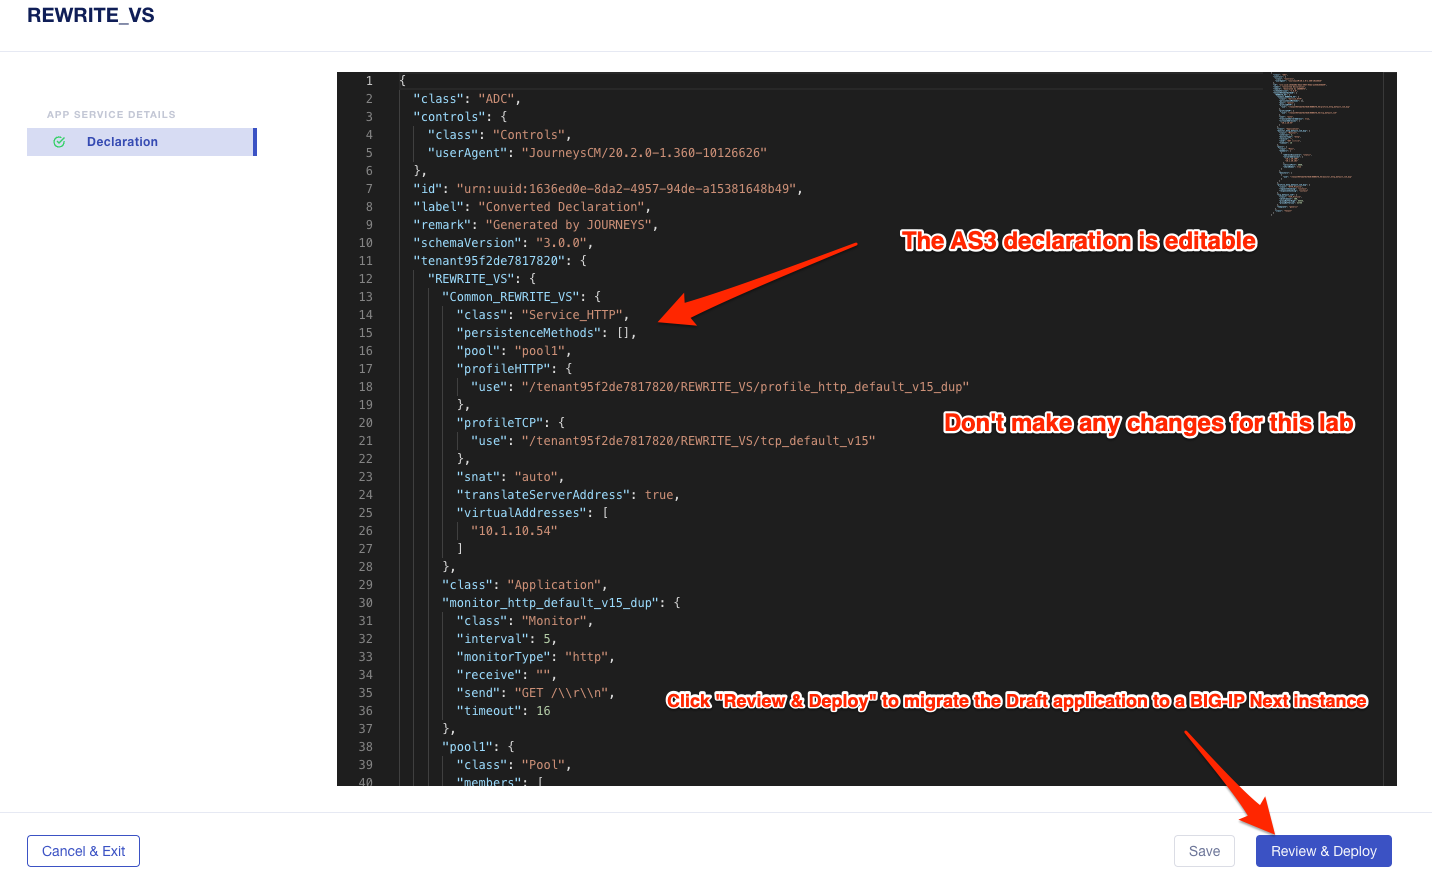 REWRITE_VS
APP SERVICE DETAILS
Declaration
1 {
2 "class": "ADC",
3 "controls": {
4 "class": "Controls",
5 "userAgent": "JourneysCM/20.2.0-1.360-10126626"
6 },
7 "id": "urn:uuid:1636ed0e-8da2-4957-94de-a15381648b49",
8 "label": "Converted Declaration",
9 "remark": "Generated by JOURNEYS",
10 "schemaVersion": "3.0.0",
11 "tenant95f2de7817820": {
12 "REWRITE_VS": {
13 "Common_REWRITE_VS": {
14 "class": "Service_HTTP",
15 "persistenceMethods": [],
16 "pool": "pool1",
17 "profileHTTP": {
18 "use": "/tenant95f2de7817820/REWRITE_VS/profile_http_default_v15_dup"
19 },
20 "profileTCP": {
21 "use": "/tenant95f2de7817820/REWRITE_VS/tcp_default_v15"
22 },
23 "snat": "auto",
24 "translateServerAddress": true,
25 "virtualAddresses": [
26 "10.1.10.54"
27 ]
28 },
29 "class": "Application",
30 "monitor_http_default_v15_dup": {
31 "class": "Monitor",
32 "interval": 5,
33 "monitorType": "http",
34 "receive": "",
35 "send": "GET /\\r\\n",
36 "timeout": 16
37 },
38 "pool1": {
39 "class": "Pool",
40 "members": [
The AS3 declaration is editable
Don't make any changes for this lab
Click "Review & Deploy" to migrate the Draft application to a BIG-IP Next instance
Cancel & Exit
Save
Review & Deploy